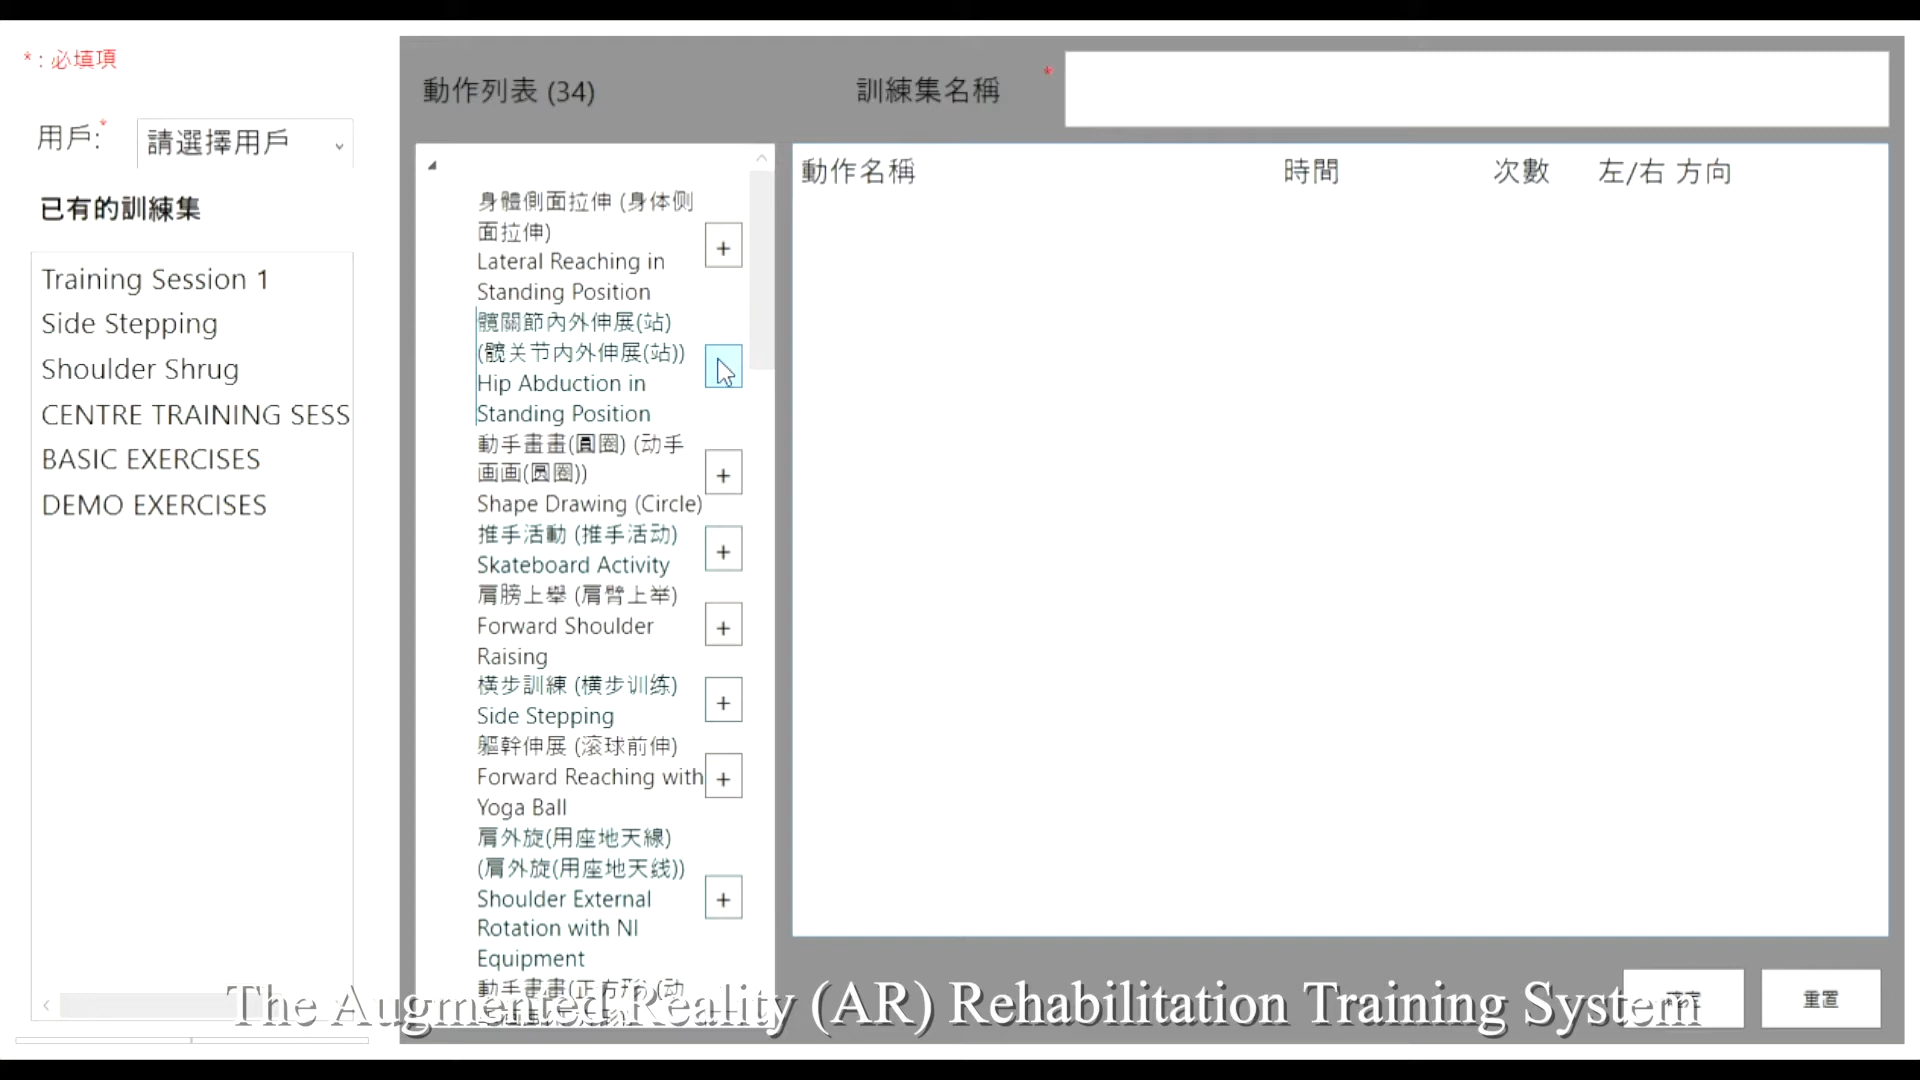 * : 必填項
用戶:*
請選擇用戶
已有的訓練集
Training Session 1
Side Stepping
Shoulder Shrug
CENTRE TRAINING SESS
BASIC EXERCISES
DEMO EXERCISES
動作列表 (34)
訓練集名稱 *
身體側面拉伸 (身体侧
面拉伸)
Lateral Reaching in
Standing Position
髖關節內外伸展(站)
(髋关节内外伸展(站))
Hip Abduction in
Standing Position
動手畫畫(圓圈) (动手
画画(圆圈))
Shape Drawing (Circle)
推手活動 (推手活动)
Skateboard Activity
肩膀上舉 (肩臂上举)
Forward Shoulder
Raising
橫步訓練 (横步训练)
Side Stepping
軀幹伸展 (滚球前伸)
Forward Reaching with
Yoga Ball
肩外旋(用座地天線)
(肩外旋(用座地天线))
Shoulder External
Rotation with NI
Equipment
動手畫畫(正方形) (动
動作名稱
時間
次數
左/右 方向
重置
The Augmented Reality (AR) Rehabilitation Training System